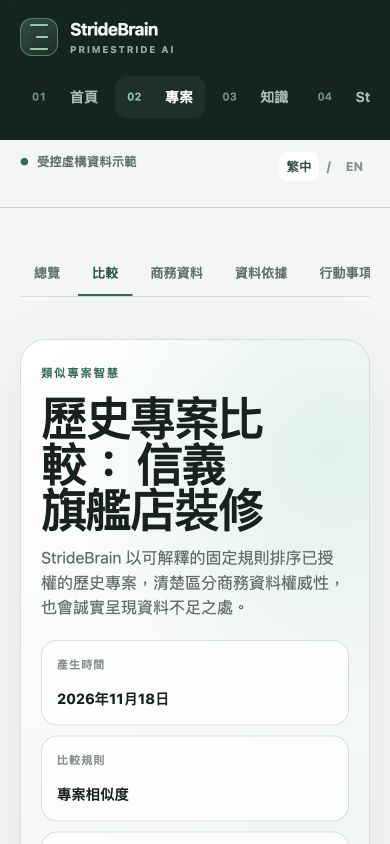 StrideBrain
PRIMESTRIDE AI
01 首頁 02 專案 03 知識 04 St
受控虛構資料示範
繁中 / EN
總覽 比較 商務資料 資料依據 行動事項
類似專案智慧
歷史專案比
較： 信義
旗艦店裝修
StrideBrain 以可解釋的固定規則排序已授
權的歷史專案，清楚區分商務資料權威性，
也會誠實呈現資料不足之處。
產生時間
2026年11月18日
比較規則
專案相似度